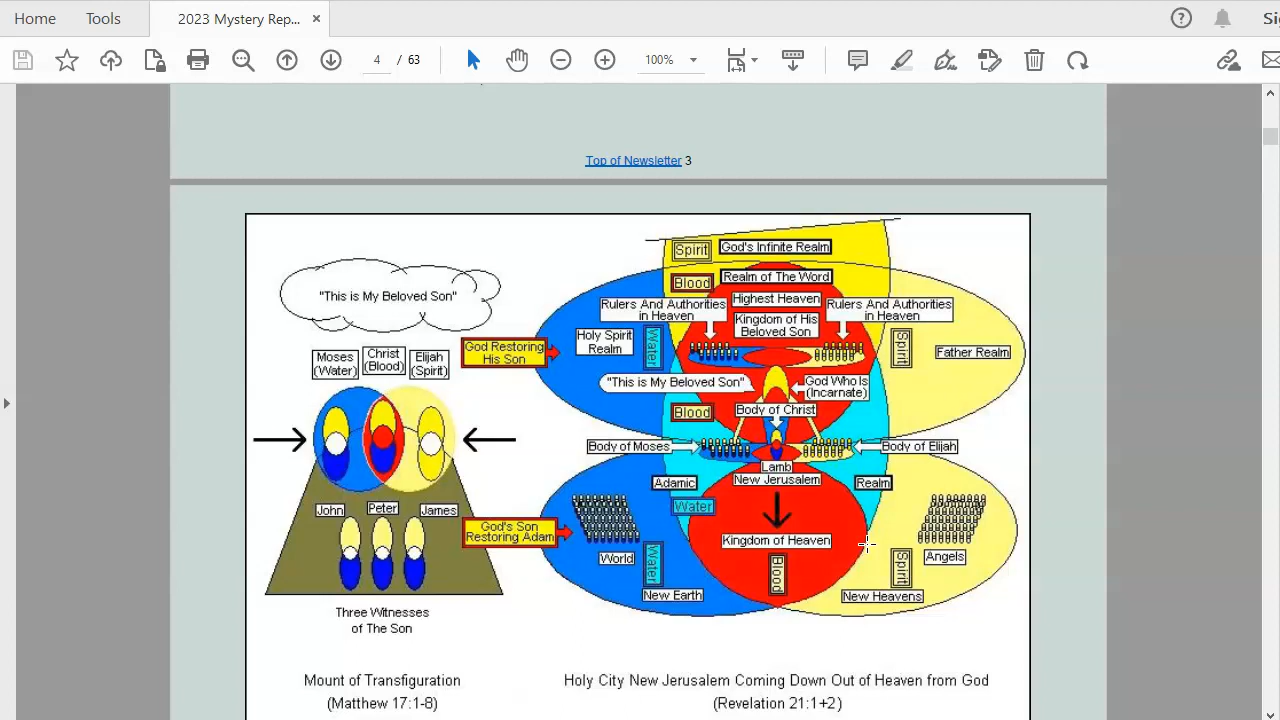 Home
Tools
2023 Mystery Rep...
×
?
4 / 63
100%
Top of Newsletter 3
"This is My Beloved Son"
Moses
(Water)
Christ
(Blood)
Elijah
(Spirit)
John
Peter
James
Three Witnesses
of The Son
Mount of Transfiguration
(Matthew 17:1-8)
God Restoring
His Son
God's Son
Restoring Adam
Spirit
God's Infinite Realm
Blood
Realm of The Word
Rulers And Authorities
in Heaven
Highest Heaven
Rulers And Authorities
in Heaven
Kingdom of His
Beloved Son
Holy Spirit
Realm
Water
Spirit
Father Realm
"This is My Beloved Son"
God Who Is
(Incarnate)
Blood
Body of Christ
Body of Moses
Body of Elijah
Lamb
New Jerusalem
Adamic
Realm
Water
Kingdom of Heaven
World
Water
Blood
Spirit
Angels
New Earth
New Heavens
Holy City New Jerusalem Coming Down Out of Heaven from God
(Revelation 21:1+2)